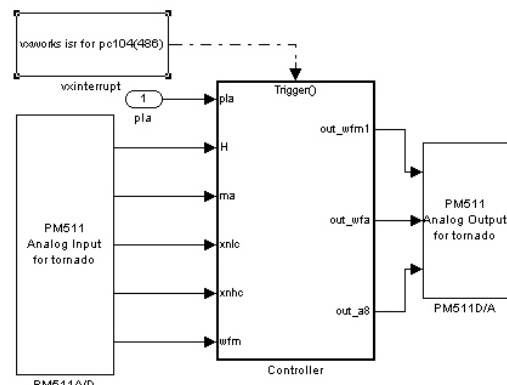 vxworks isr for pc104(486)
vxinterrupt
1
pla
Trigger()
pla
H
ma
xnlc
xnhc
wfm
out_wfm1
out_wfa
out_a8
Controller
PM511
Analog Input
for tornado
PM511A/D
PM511
Analog Output
for tornado
PM511D/A